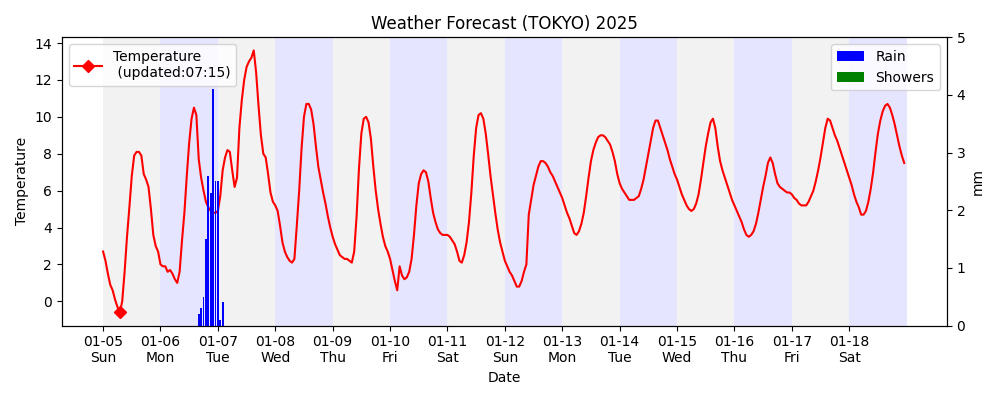 Weather Forecast (TOKYO) 2025
Temperature
(updated:07:15)
Rain
Showers
14
12
10
8
6
4
2
0
Temperature
5
4
3
2
1
0
mm
01-05 01-06 01-07 01-08 01-09 01-10 01-11 01-12 01-13 01-14 01-15 01-16 01-17 01-18
Sun Mon Tue Wed Thu Fri Sat Sun Mon Tue Wed Thu Fri Sat
Date